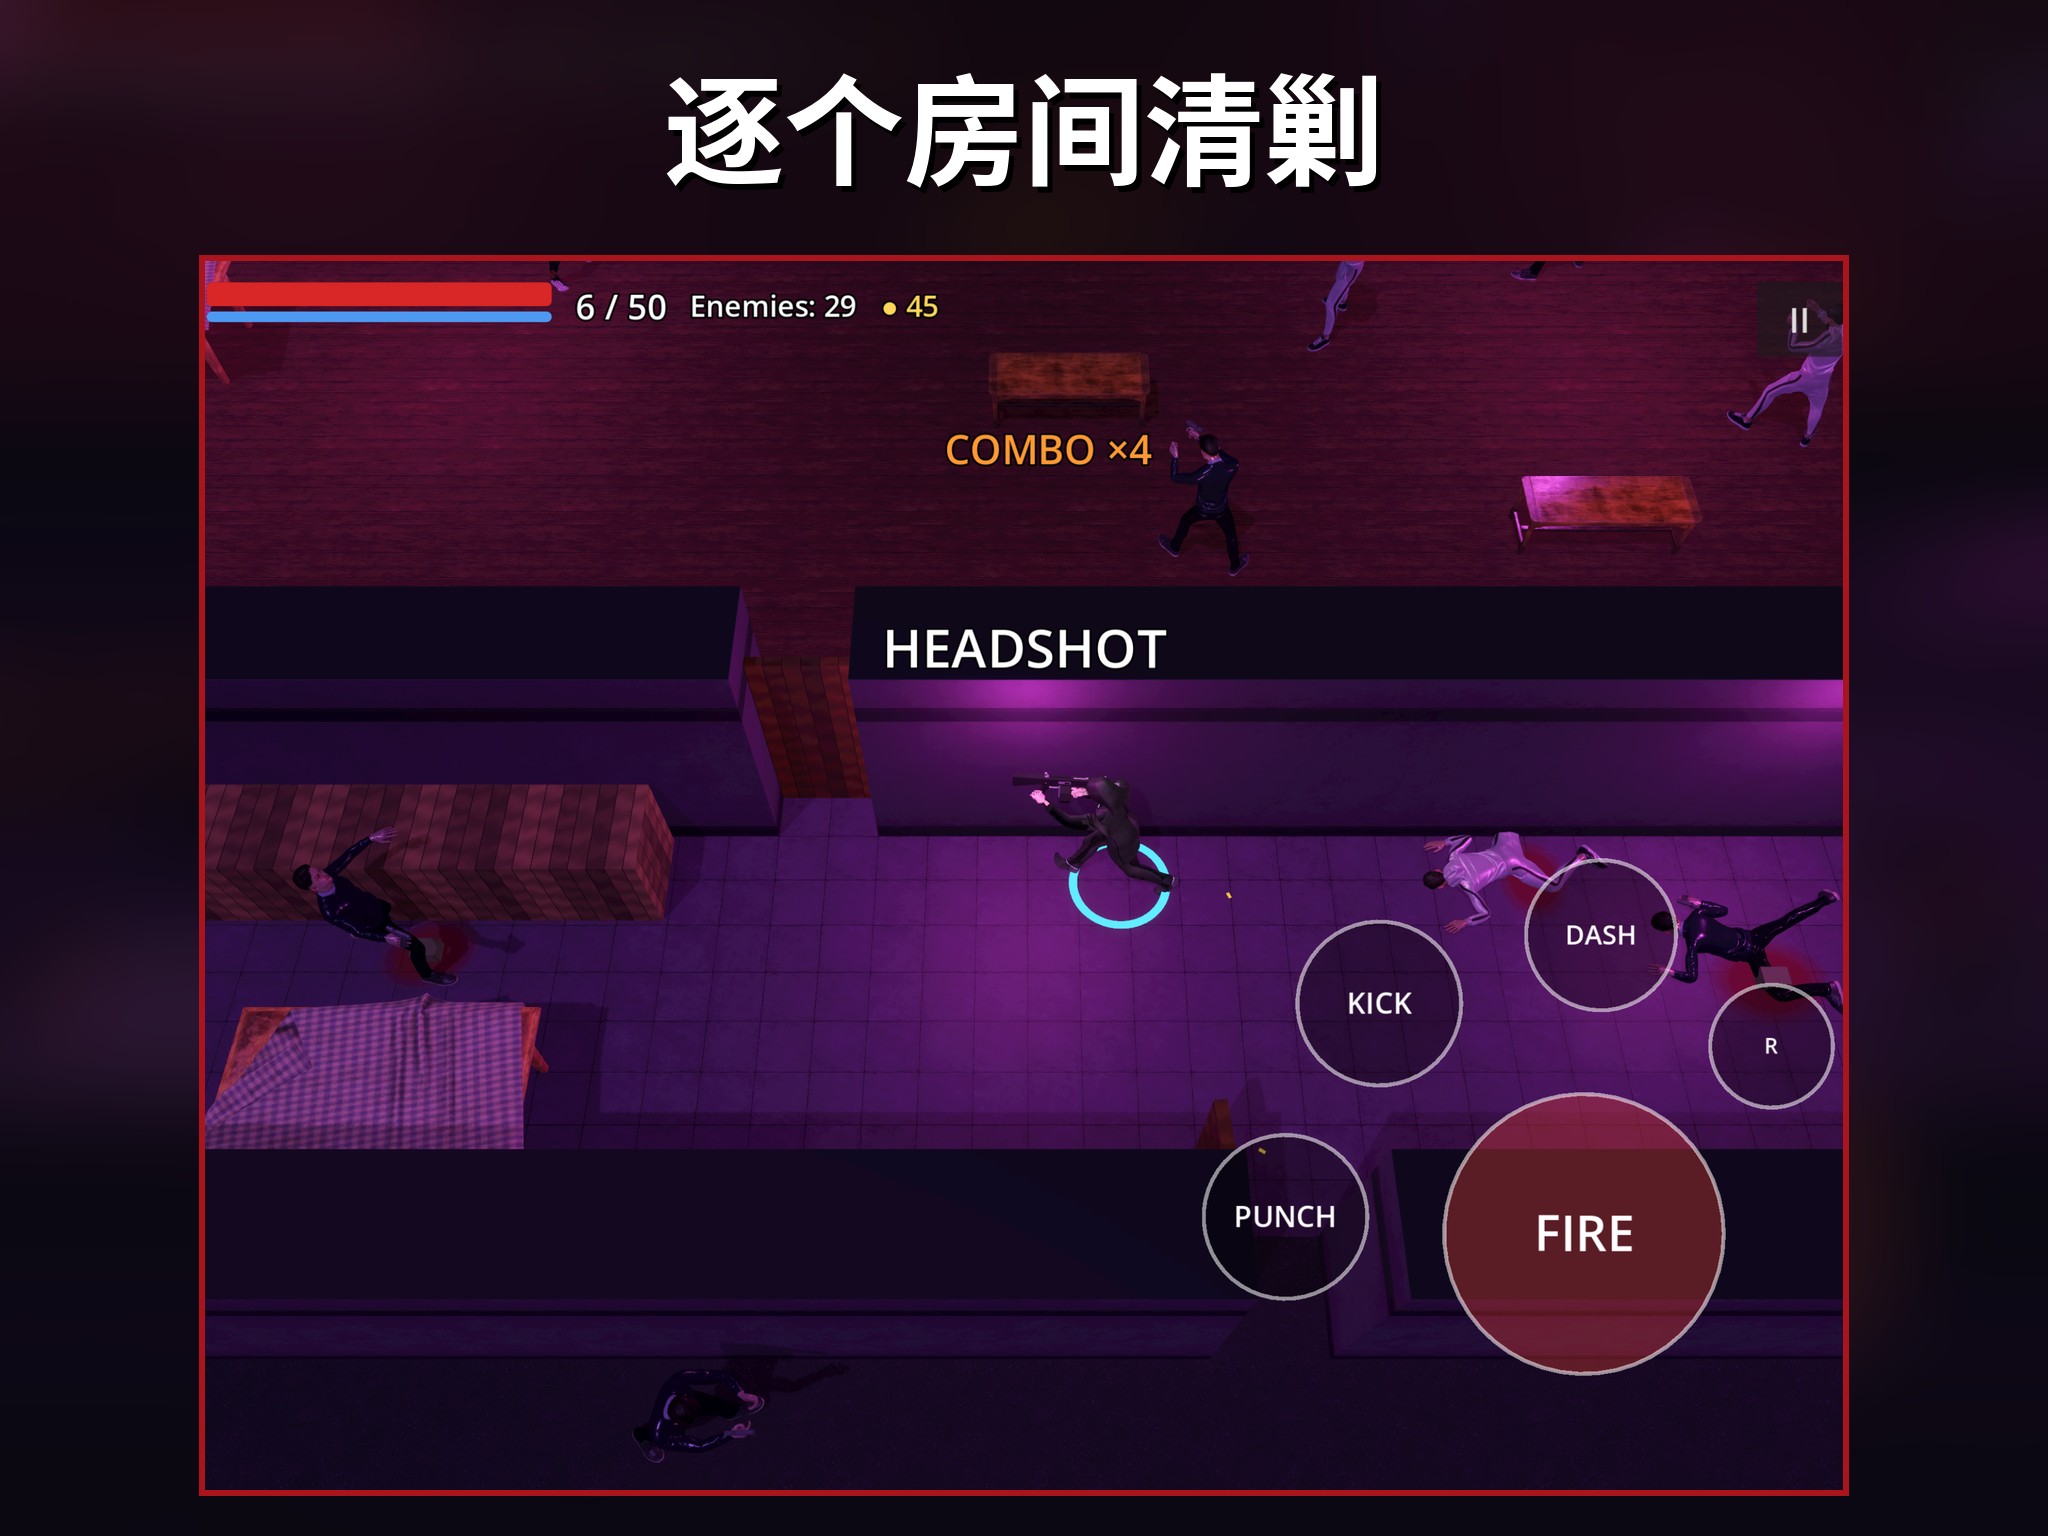 逐个房间清剿
6 / 50 Enemies: 29 45
COMBO ×4
HEADSHOT
DASH
KICK
R
PUNCH
FIRE